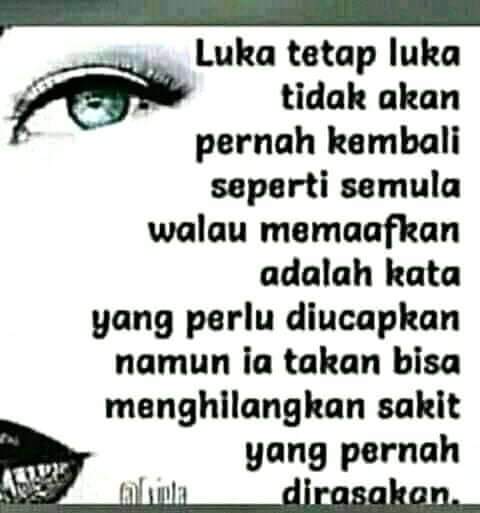 Luka tetap luka
tidak akan
pernah kembali
seperti semula
walau memaafkan
adalah kata
yang perlu diucapkan
namun ia takan bisa
menghilangkan sakit
yang pernah
dirasakan.